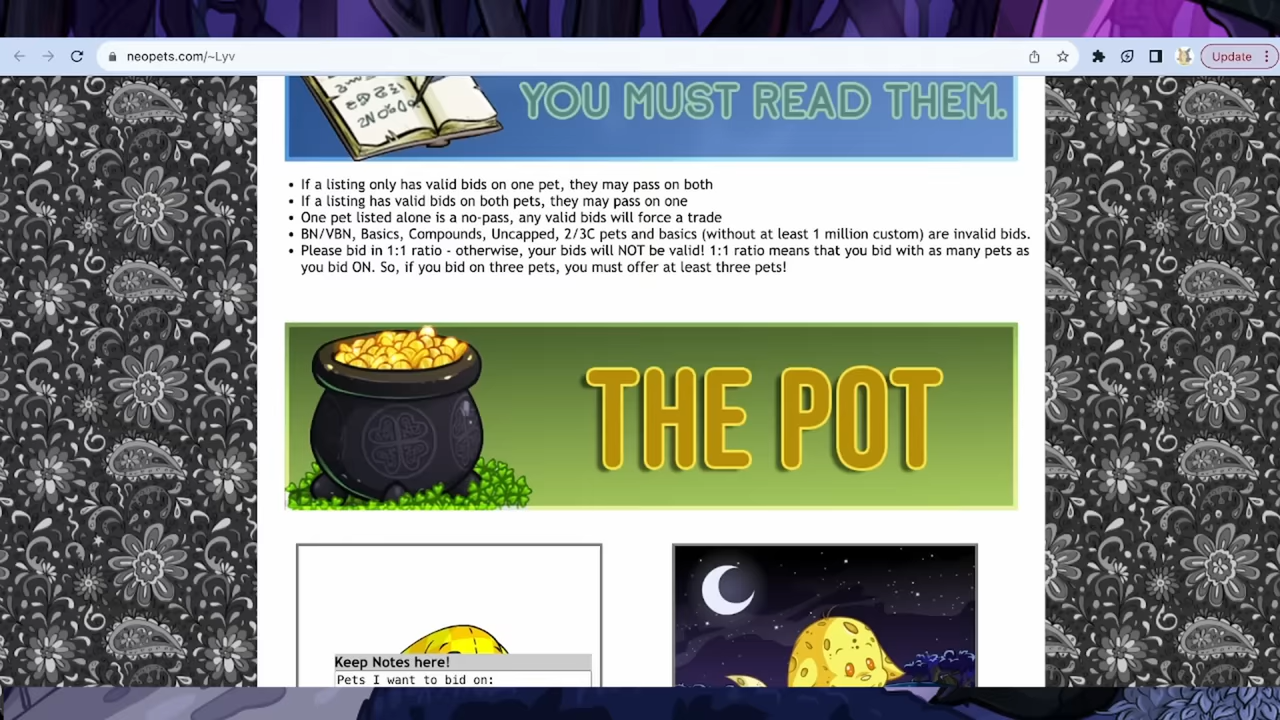 neopets.com/~Lyv
Update
YOU MUST READ THEM.
• If a listing only has valid bids on one pet, they may pass on both
• If a listing has valid bids on both pets, they may pass on one
• One pet listed alone is a no-pass, any valid bids will force a trade
• BN/VBN, Basics, Compounds, Uncapped, 2/3C pets and basics (without at least 1 million custom) are invalid bids.
• Please bid in 1:1 ratio - otherwise, your bids will NOT be valid! 1:1 ratio means that you bid with as many pets as
you bid ON. So, if you bid on three pets, you must offer at least three pets!
THE POT
Keep Notes here!
Pets I want to bid on: